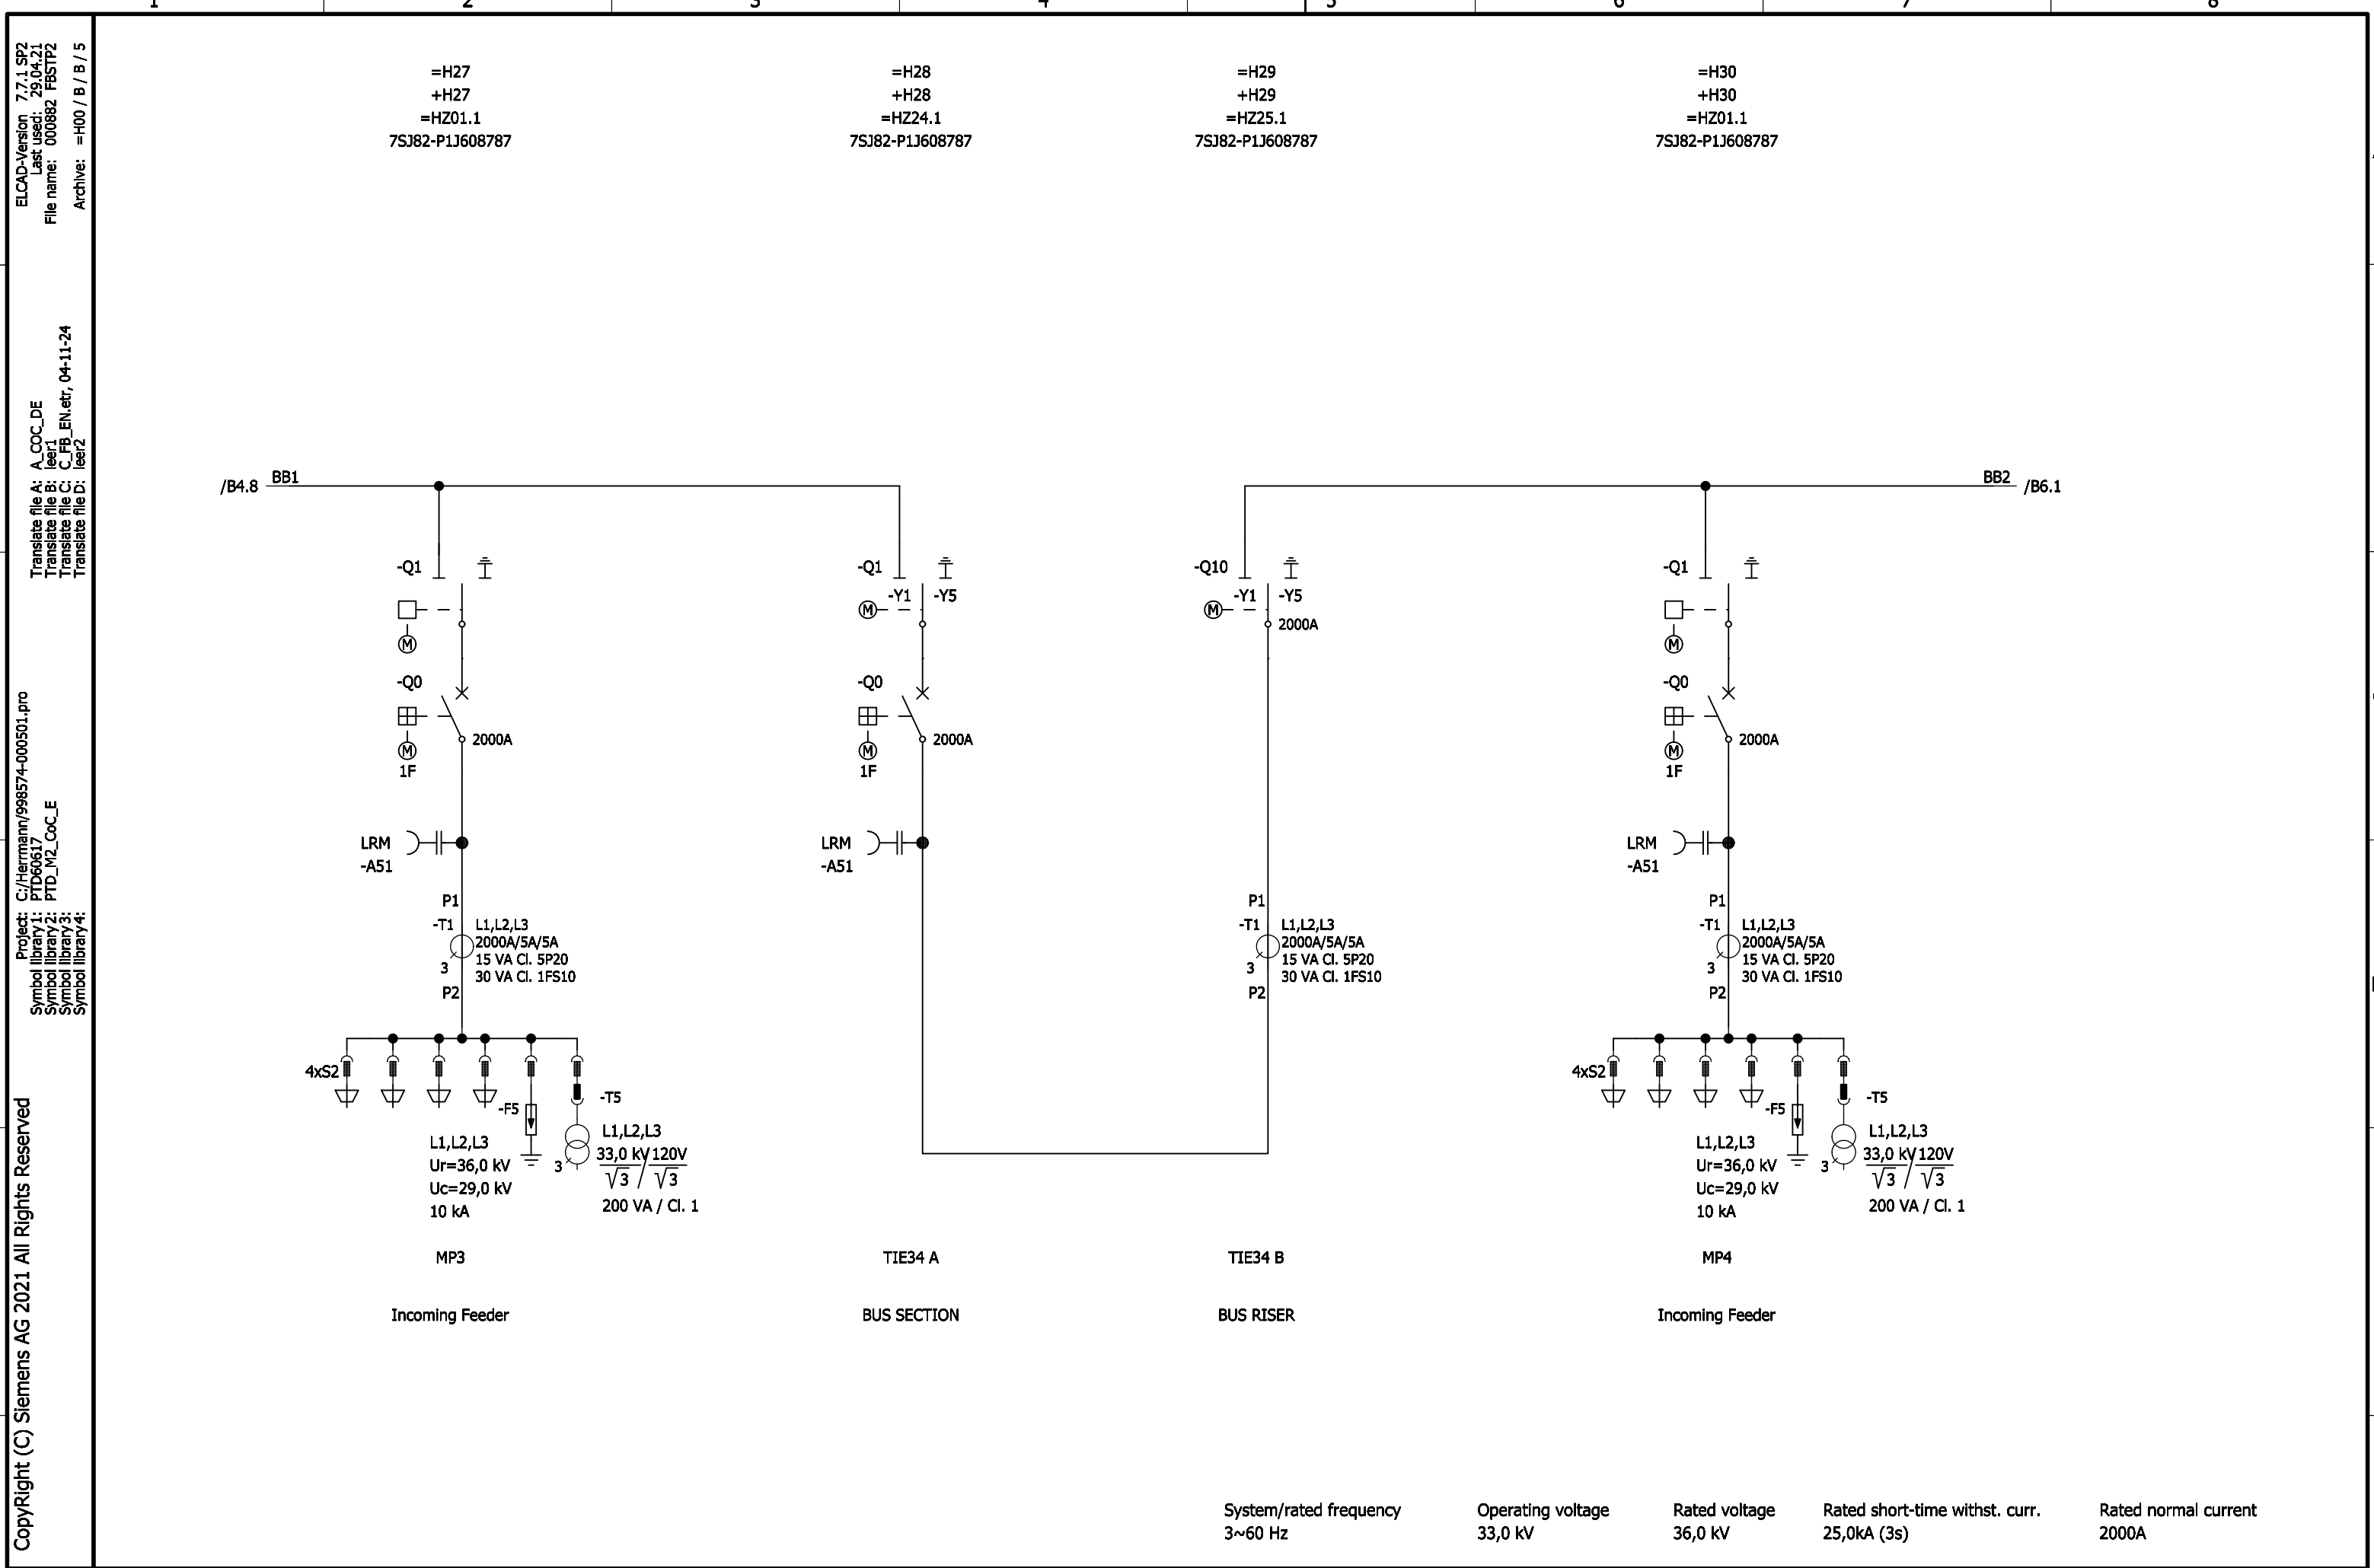 1 2 3 4 5 6 7 8
ELCAD-Version 7.7.1 SP2
Last used: 29.04.21
File name: 000882 FBSTP2
Archive: =H00 / B / B / 5
Translate file A: A_COC_DE
Translate file B: leer1
Translate file C: C_FB_EN.etr, 04-11-24
Translate file D: leer2
Project: C:/Herrmann/998574-000501.pro
Symbol library1: PTD60617
Symbol library2: PTD_M2_CoC_E
Symbol library3:
Symbol library4:
CopyRight (C) Siemens AG 2021 All Rights Reserved
=H27
+H27
=HZ01.1
7SJ82-P1J608787
=H28
+H28
=HZ24.1
7SJ82-P1J608787
=H29
+H29
=HZ25.1
7SJ82-P1J608787
=H30
+H30
=HZ01.1
7SJ82-P1J608787
/B4.8 BB1
BB2 /B6.1
-Q1
M
-Q0
2000A
M
1F
LRM
-A51
P1
-T1 L1,L2,L3
2000A/5A/5A
15 VA Cl. 5P20
3
30 VA Cl. 1FS10
P2
4xS2
-F5
-T5
L1,L2,L3
Ur=36,0 kV
Uc=29,0 kV
10 kA
L1,L2,L3
33,0 kV/120V
3
√3 / √3
200 VA / Cl. 1
MP3
Incoming Feeder
-Q1
-Y1 -Y5
M
-Q0
2000A
M
1F
LRM
-A51
TIE34 A
BUS SECTION
-Q10
-Y1 -Y5
M
2000A
P1
-T1 L1,L2,L3
2000A/5A/5A
15 VA Cl. 5P20
3
30 VA Cl. 1FS10
P2
TIE34 B
BUS RISER
-Q1
M
-Q0
2000A
M
1F
LRM
-A51
P1
-T1 L1,L2,L3
2000A/5A/5A
15 VA Cl. 5P20
3
30 VA Cl. 1FS10
P2
4xS2
-F5
-T5
L1,L2,L3
Ur=36,0 kV
Uc=29,0 kV
10 kA
L1,L2,L3
33,0 kV/120V
3
√3 / √3
200 VA / Cl. 1
MP4
Incoming Feeder
System/rated frequency
3~60 Hz
Operating voltage
33,0 kV
Rated voltage
36,0 kV
Rated short-time withst. curr.
25,0kA (3s)
Rated normal current
2000A